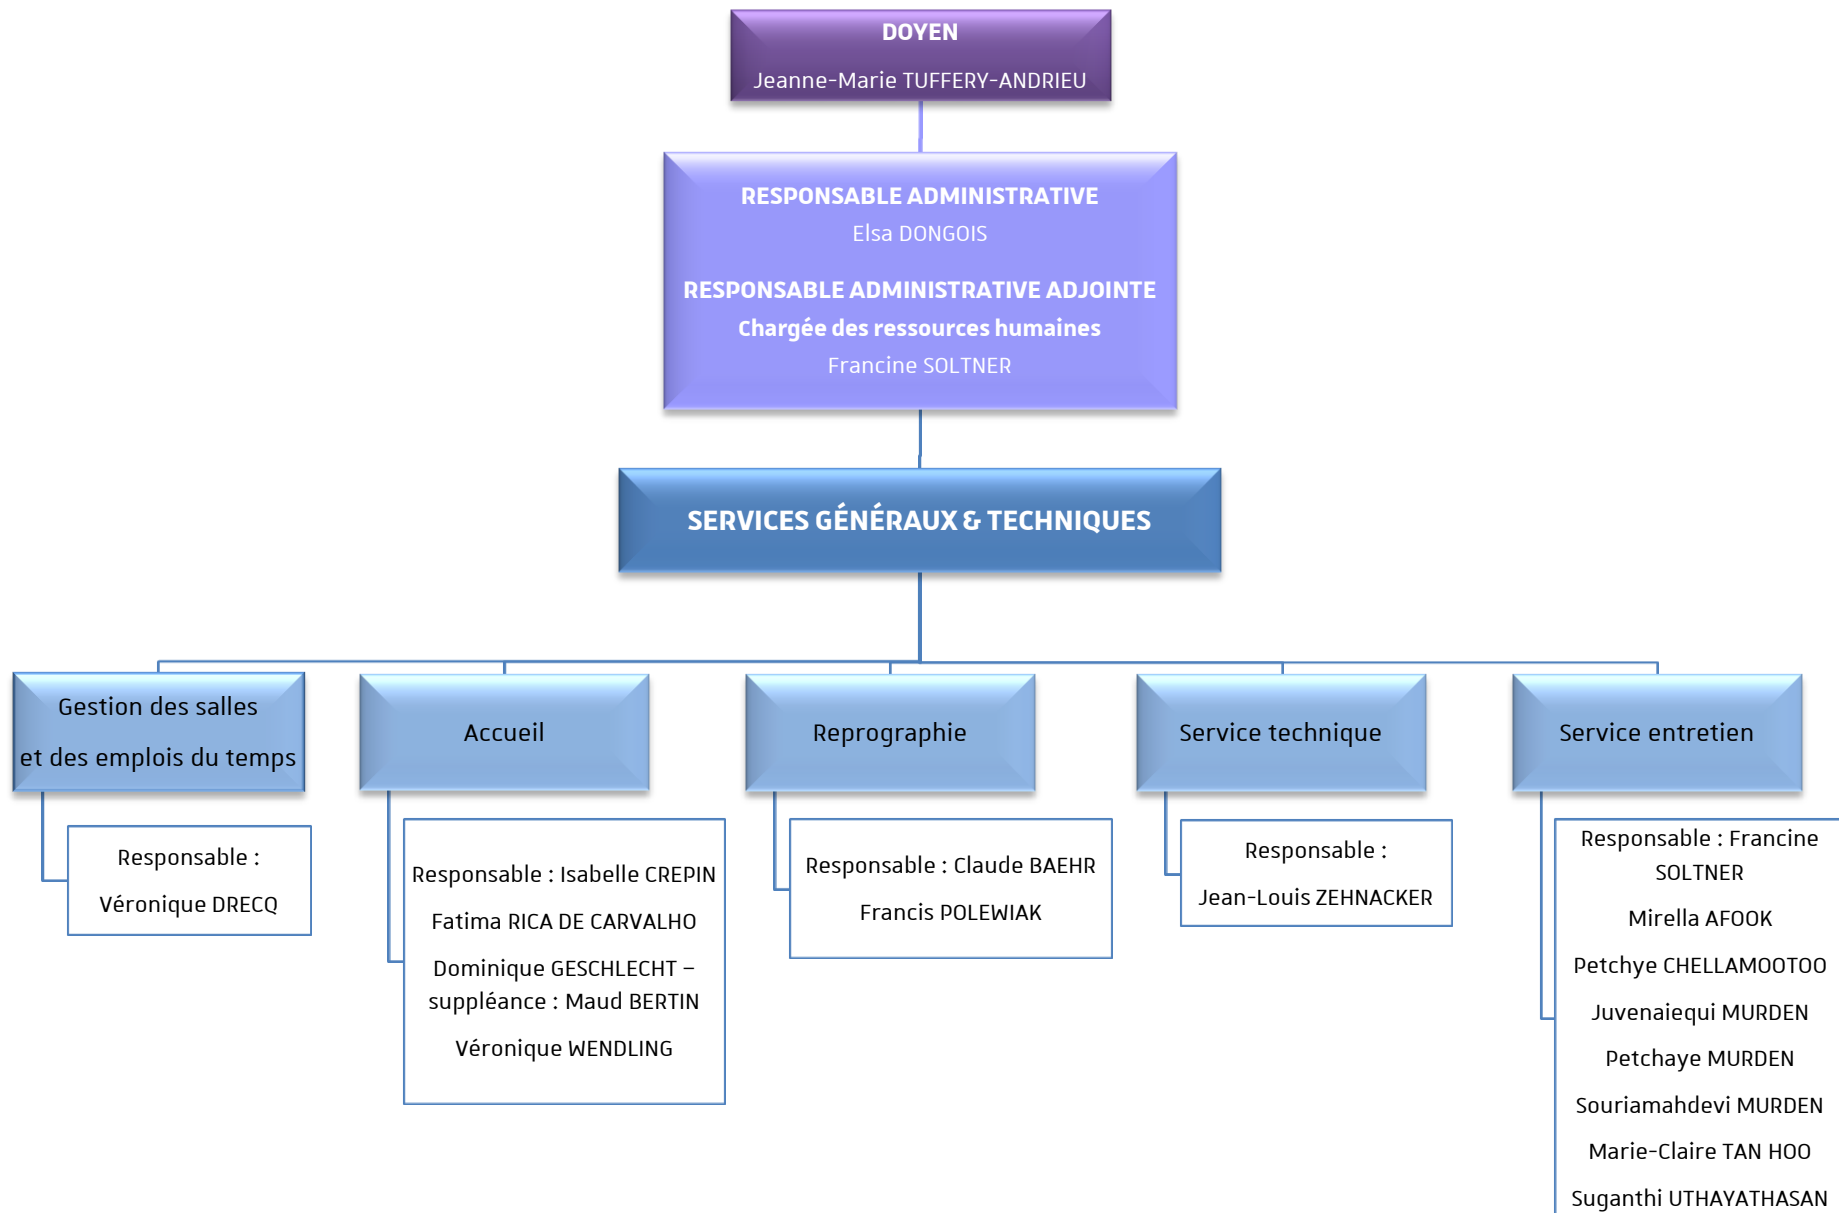 DOYEN
Jeanne-Marie TUFFERY-ANDRIEU
RESPONSABLE ADMINISTRATIVE
Elsa DONGOIS
RESPONSABLE ADMINISTRATIVE ADJOINTE
Chargée des ressources humaines
Francine SOLTNER
SERVICES GÉNÉRAUX & TECHNIQUES
Gestion des salles
et des emplois du temps
Responsable :
Véronique DRECQ
Accueil
Responsable : Isabelle CREPIN
Fatima RICA DE CARVALHO
Dominique GESCHLECHT –
suppléance : Maud BERTIN
Véronique WENDLING
Reprographie
Responsable : Claude BAEHR
Francis POLEWIAK
Service technique
Responsable :
Jean-Louis ZEHNACKER
Service entretien
Responsable : Francine
SOLTNER
Mirella AFOOK
Petchye CHELLAMOOTOO
Juvenaiequi MURDEN
Petchaye MURDEN
Souriamahdevi MURDEN
Marie-Claire TAN HOO
Suganthi UTHAYATHASAN